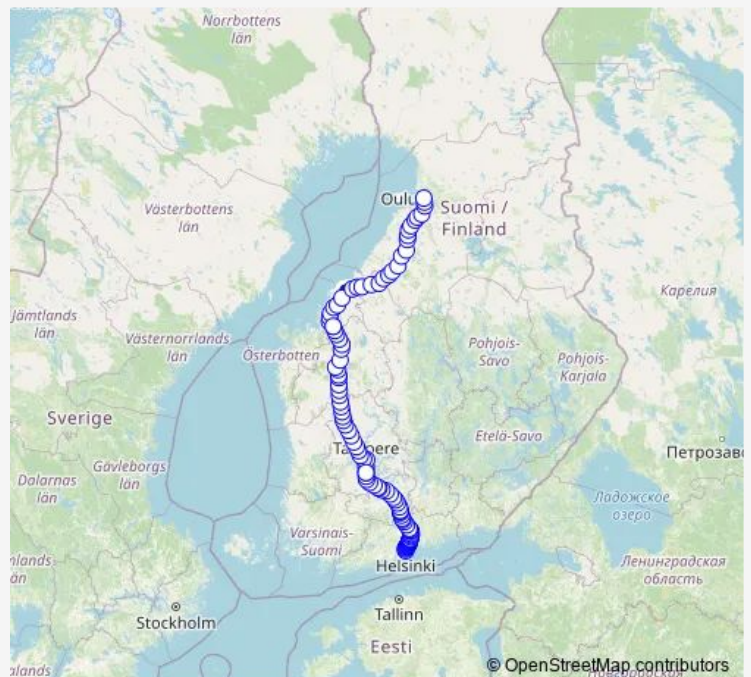 Norrbottens
län
Oulu
Suomi /
Finland
Västerbottens
län
Карелия
Jämtlands
län
Västernorrlands
län
Österbotten
Pohjois-
Savo
Pohjois-
Karjala
Sverige
Etelä-Savo
Петрозаво
Gävleborgs
län
Dalarnas
län
Ладожское
озеро
Varsinais-
Suomi
Helsinki
Ленинградская
область
Stockholm
Tallinn
Eesti
© OpenStreetMap contributors